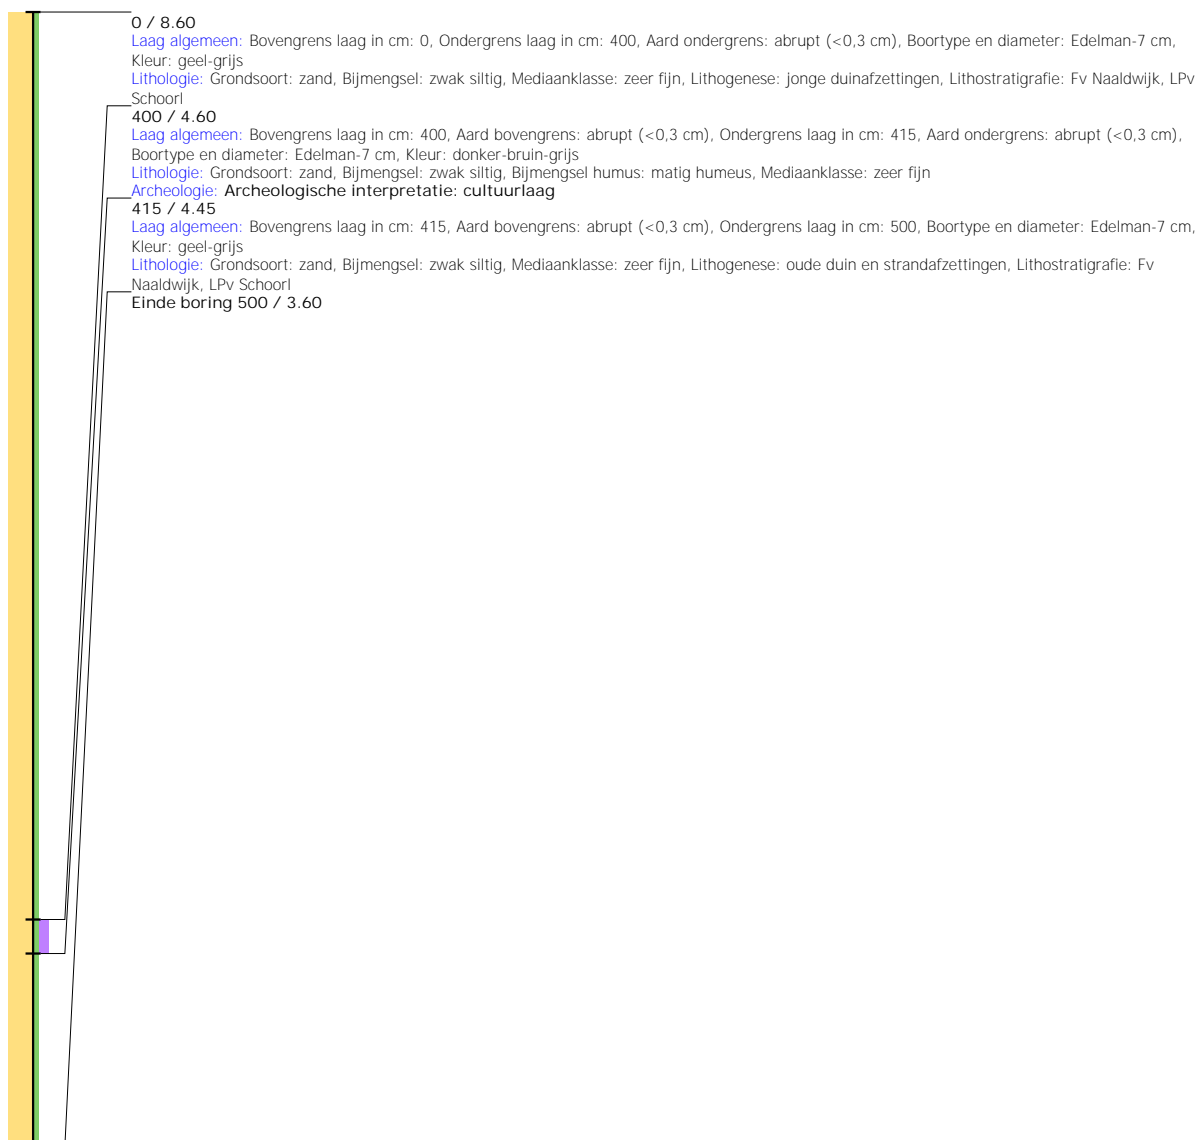 0 / 8.60
Laag algemeen: Bovengrens laag in cm: 0, Ondergrens laag in cm: 400, Aard ondergrens: abrupt (<0,3 cm), Boortype en diameter: Edelman-7 cm,
Kleur: geel-grijs
Lithologie: Grondsoort: zand, Bijmengsel: zwak siltig, Mediaanklasse: zeer fijn, Lithogenese: jonge duinafzettingen, Lithostratigrafie: Fv Naaldwijk, LPv
Schoorl
400 / 4.60
Laag algemeen: Bovengrens laag in cm: 400, Aard bovengrens: abrupt (<0,3 cm), Ondergrens laag in cm: 415, Aard ondergrens: abrupt (<0,3 cm),
Boortype en diameter: Edelman-7 cm, Kleur: donker-bruin-grijs
Lithologie: Grondsoort: zand, Bijmengsel: zwak siltig, Bijmengsel humus: matig humeus, Mediaanklasse: zeer fijn
Archeologie: Archeologische interpretatie: cultuurlaag
415 / 4.45
Laag algemeen: Bovengrens laag in cm: 415, Aard bovengrens: abrupt (<0,3 cm), Ondergrens laag in cm: 500, Boortype en diameter: Edelman-7 cm,
Kleur: geel-grijs
Lithologie: Grondsoort: zand, Bijmengsel: zwak siltig, Mediaanklasse: zeer fijn, Lithogenese: oude duin en strandafzettingen, Lithostratigrafie: Fv
Naaldwijk, LPv Schoorl
Einde boring 500 / 3.60